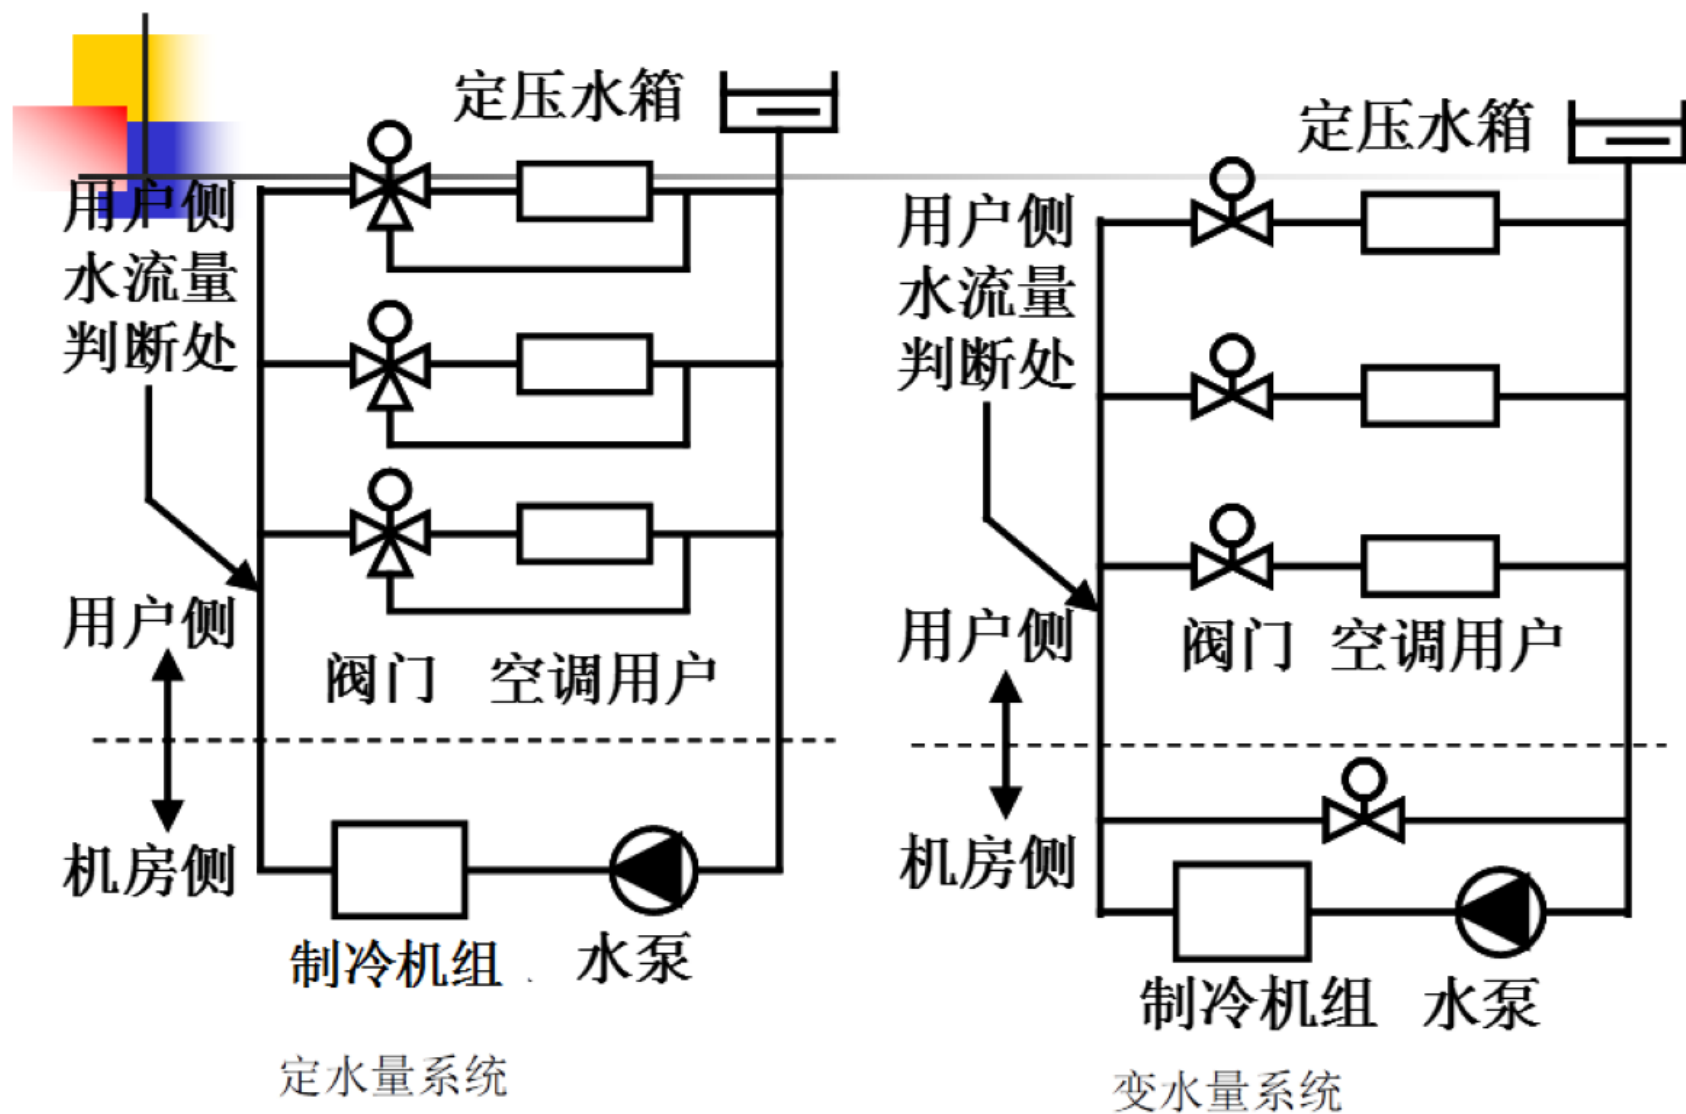 定压水箱
用户侧
水流量
判断处
用户侧
阀门 空调用户
机房侧
制冷机组
水泵
定水量系统
定压水箱
用户侧
水流量
判断处
用户侧
阀门 空调用户
机房侧
制冷机组 水泵
变水量系统